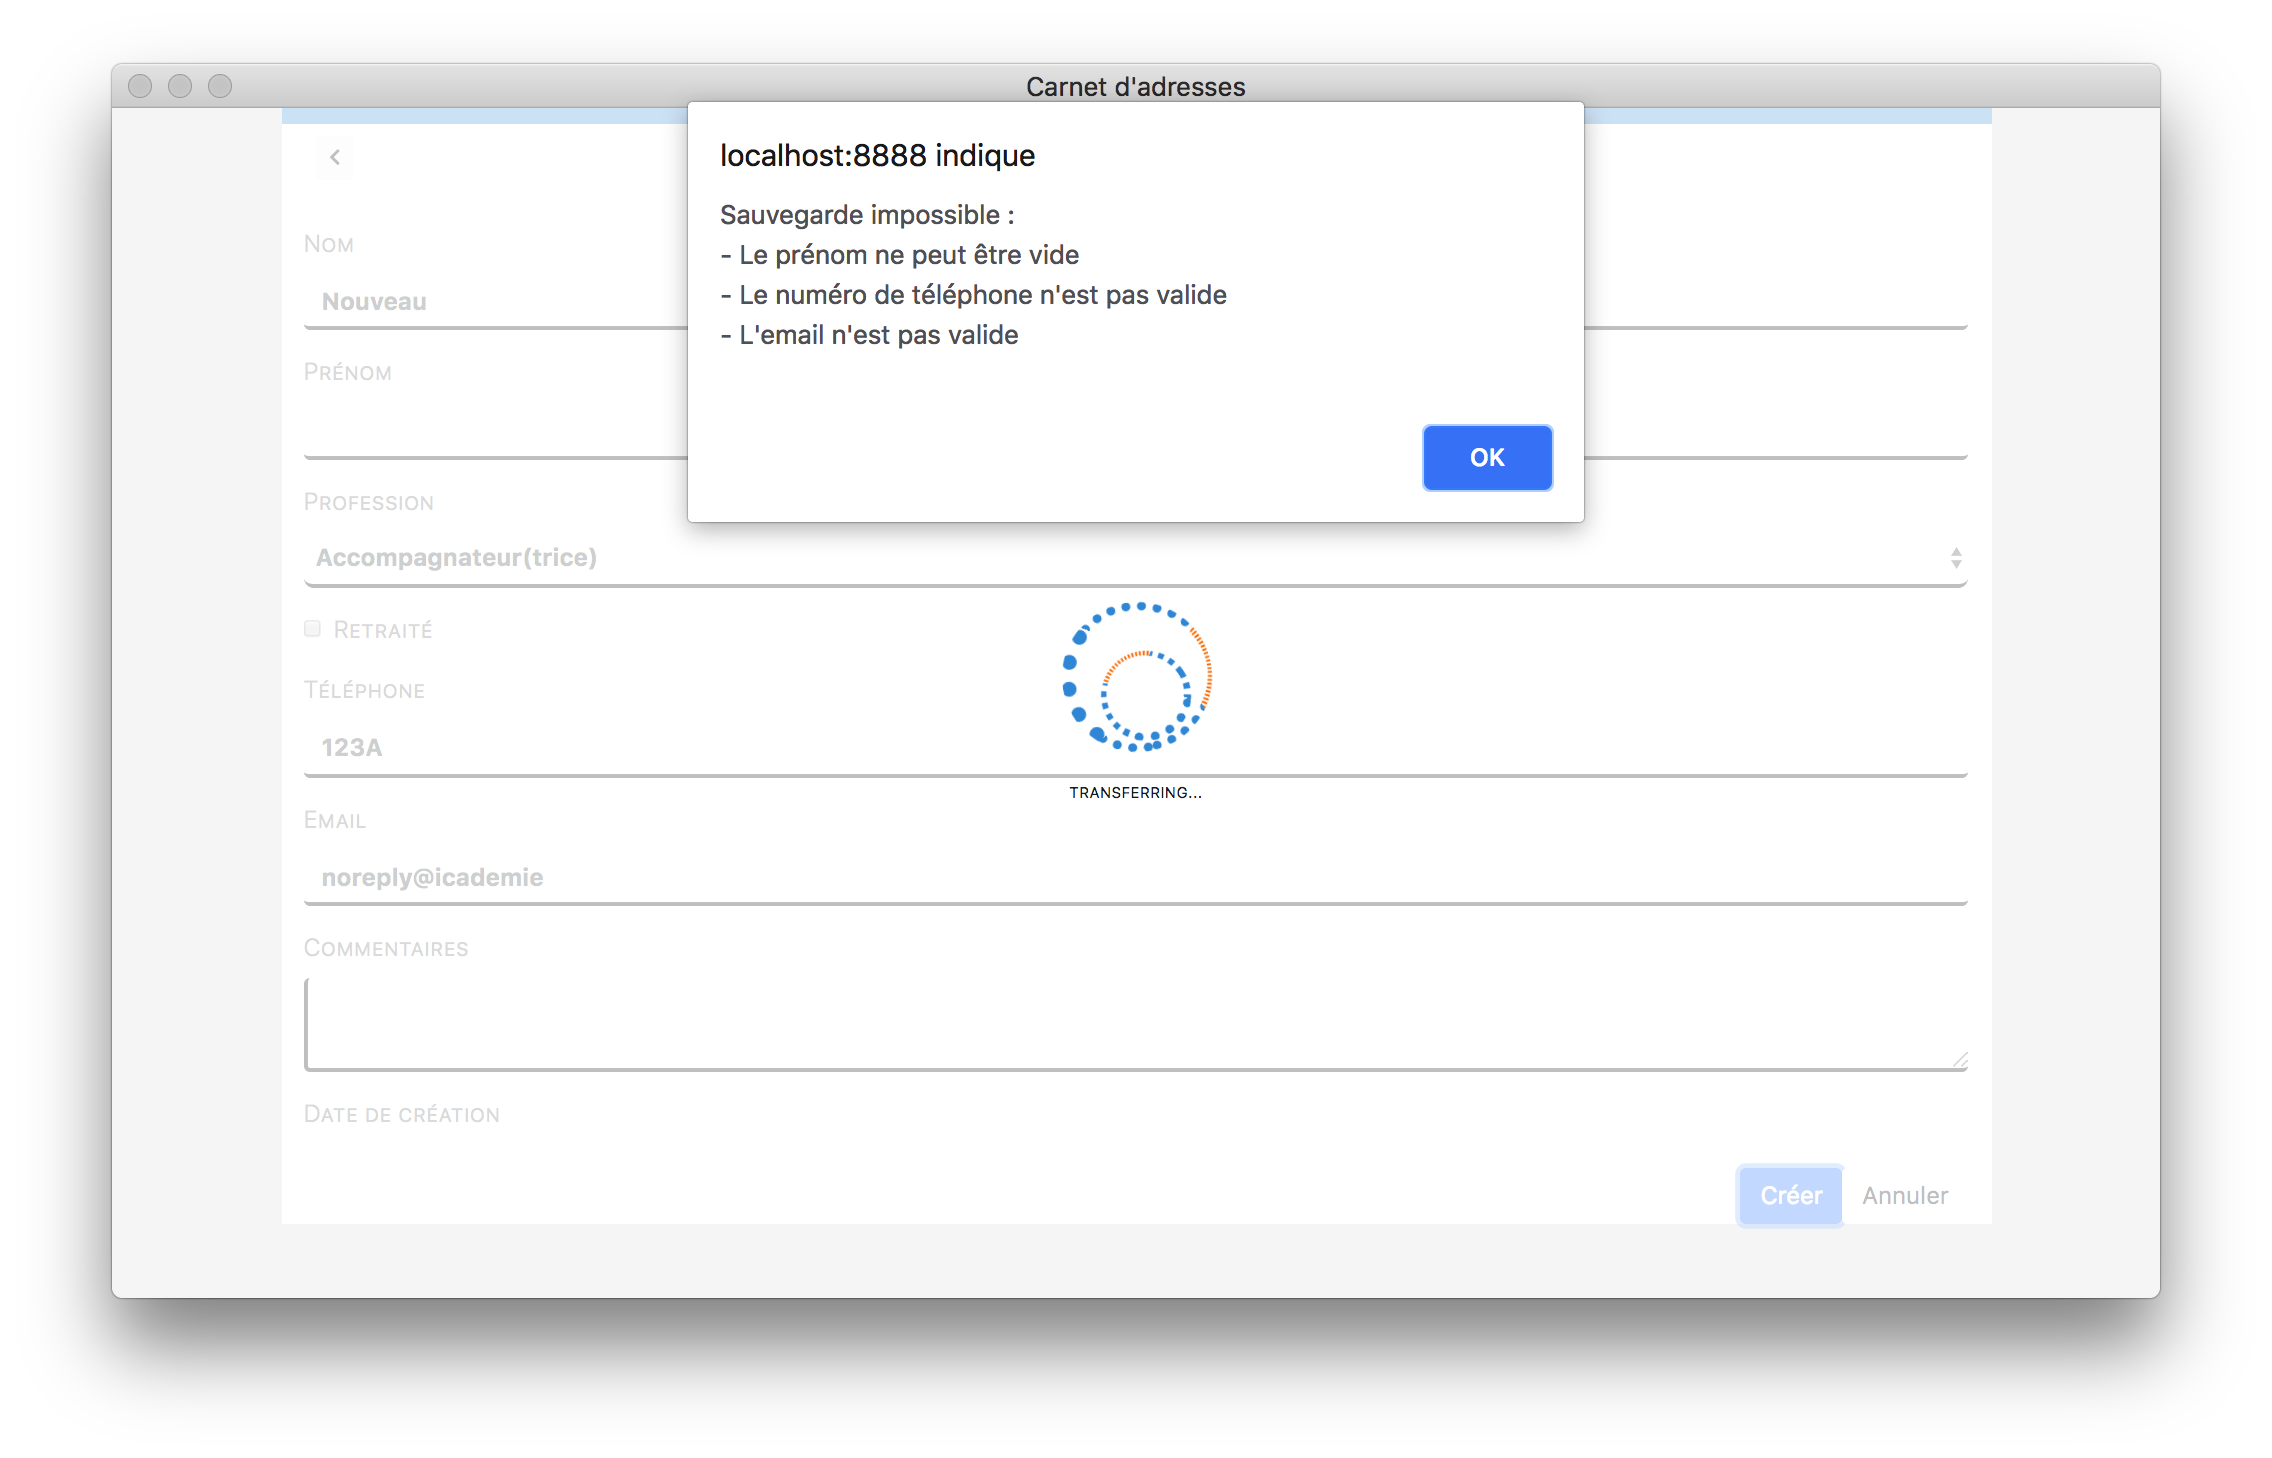 Carnet d'adresses
localhost:8888 indique
Sauvegarde impossible :
- Le prénom ne peut être vide
- Le numéro de téléphone n'est pas valide
- L'email n'est pas valide
OK
Nom
Nouveau
Prénom
Profession
Accompagnateur(trice)
Retraité
Téléphone
123A
TRANSFERRING...
Email
noreply@icademie
Commentaires
Date de création
Créer Annuler